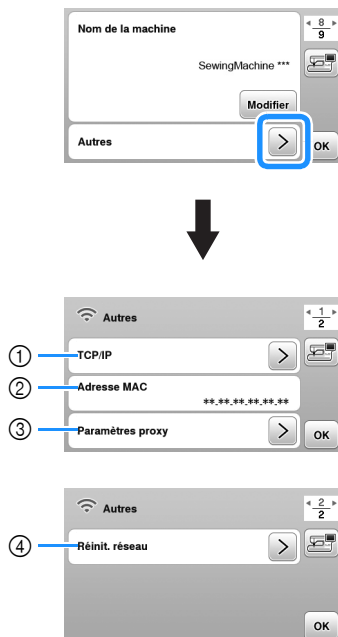 Nom de la machine
8
9
SewingMachine ***
Modifier
Autres
OK
Autres
1
2
① TCP/IP
② Adresse MAC
**.**.**.**.**.**
③ Paramètres proxy
OK
Autres
2
2
④ Réinit. réseau
OK